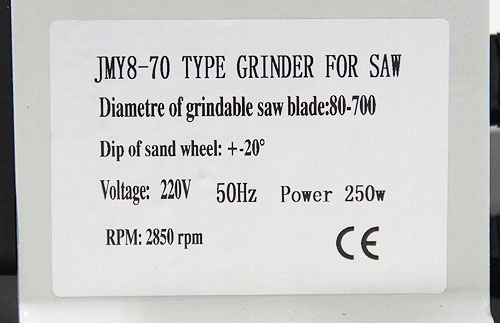 JMY8-70 TYPE GRINDER FOR SAW
Diametre of grindable saw blade:80-700
Dip of sand wheel: +-20°
Voltage: 220V 50Hz Power 250w
RPM: 2850 rpm
CE